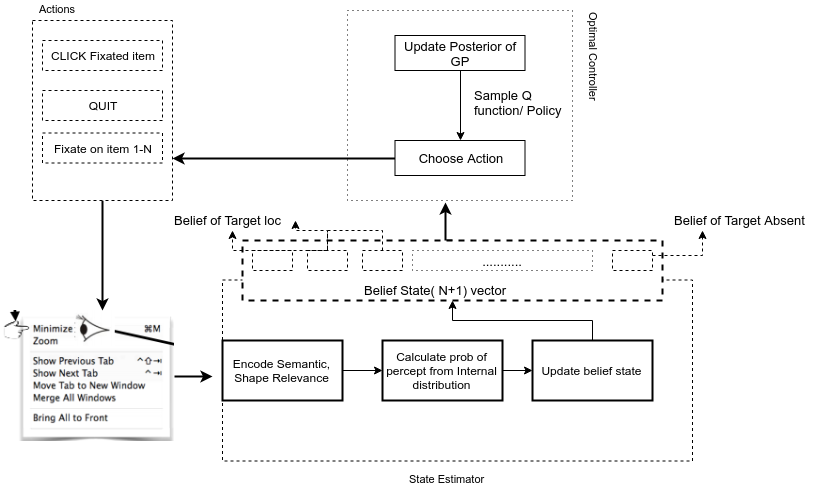 Actions
CLICK Fixated item
QUIT
Fixate on item 1-N
Update Posterior of
GP
Sample Q
function/ Policy
Choose Action
Optimal Controller
Belief of Target loc
Belief of Target Absent
...........
Belief State( N+1) vector
Minimize ⌘M
Zoom
Show Previous Tab ^⇧⇥
Show Next Tab ^⇥
Move Tab to New Window
Merge All Windows
Bring All to Front
Encode Semantic,
Shape Relevance
Calculate prob of
percept from Internal
distribution
Update belief state
State Estimator